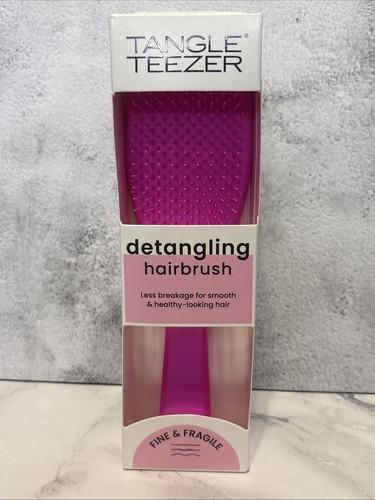 TANGLE®
TEEZER
detangling
hairbrush
Less breakage for smooth
& healthy-looking hair
FINE & FRAGILE